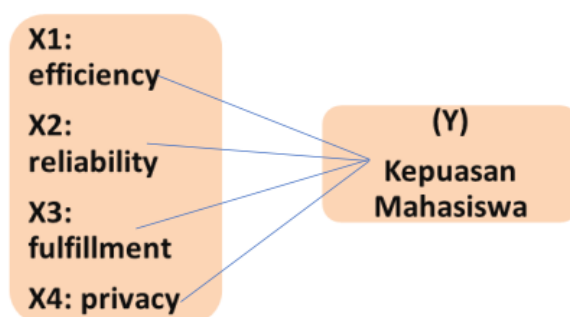 X1:
efficiency
X2:
reliability
X3:
fulfillment
X4: privacy
(Y)
Kepuasan
Mahasiswa